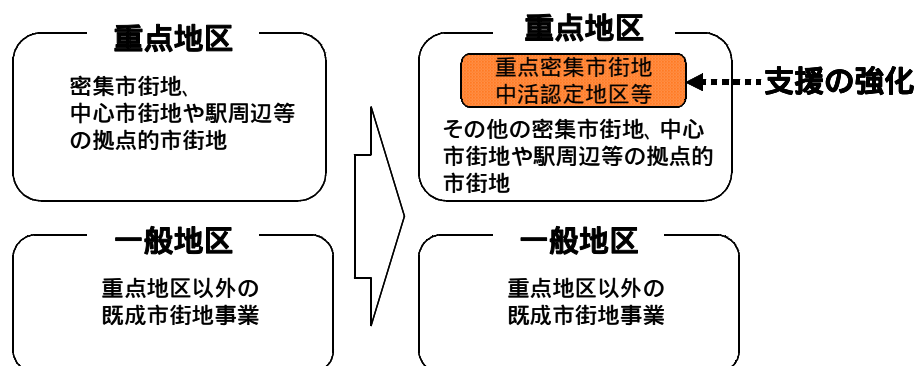 重点地区
密集市街地、
中心市街地や駅周辺等
の拠点的市街地
一般地区
重点地区以外の
既成市街地事業
重点地区
重点密集市街地
中活認定地区等
支援の強化
その他の密集市街地、中心
市街地や駅周辺等の拠点的
市街地
一般地区
重点地区以外の
既成市街地事業